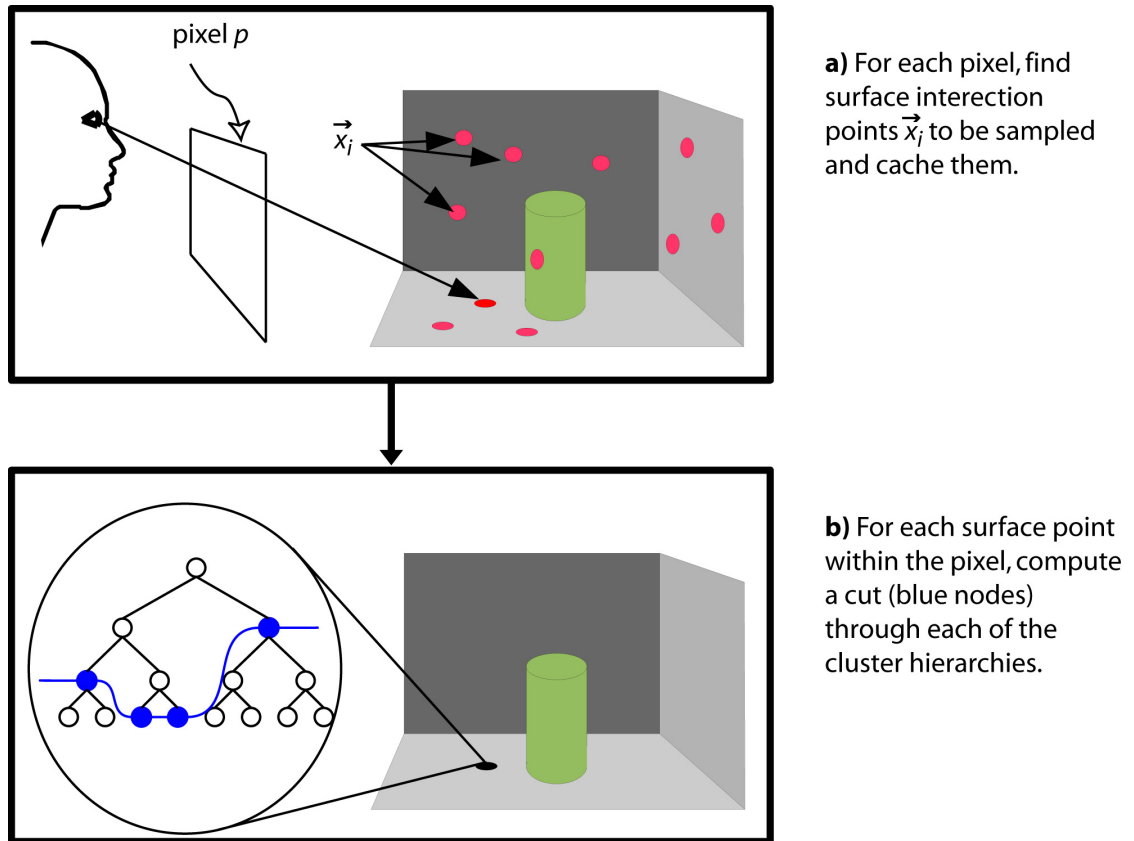 pixel p
x⃗i
a) For each pixel, find
surface interection
points x⃗i to be sampled
and cache them.
b) For each surface point
within the pixel, compute
a cut (blue nodes)
through each of the
cluster hierarchies.